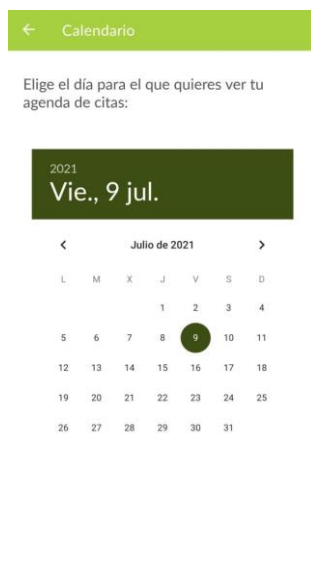 Calendario
Elige el día para el que quieres ver tu
agenda de citas:
2021
Vie., 9 jul.
Julio de 2021
L M X J V S D
1 2 3 4
5 6 7 8 9 10 11
12 13 14 15 16 17 18
19 20 21 22 23 24 25
26 27 28 29 30 31